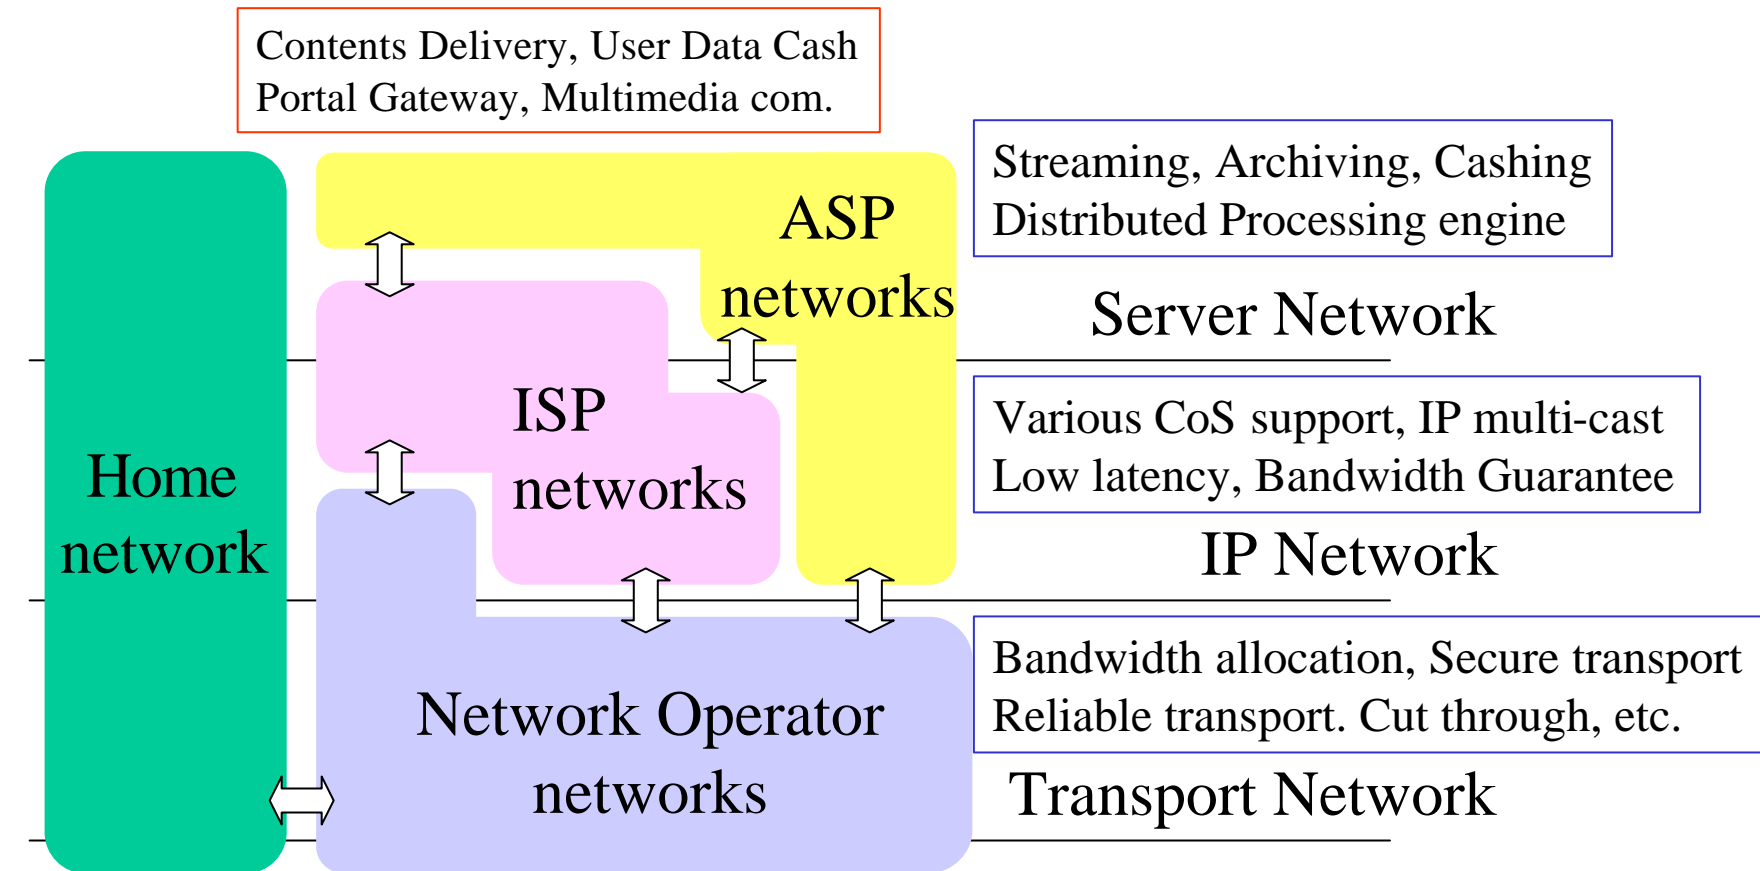 Contents Delivery, User Data Cash
Portal Gateway, Multimedia com.
Streaming, Archiving, Cashing
Distributed Processing engine
ASP
networks
Server Network
ISP
networks
Various CoS support, IP multi-cast
Low latency, Bandwidth Guarantee
Home
network
IP Network
Bandwidth allocation, Secure transport
Reliable transport. Cut through, etc.
Network Operator
networks
Transport Network